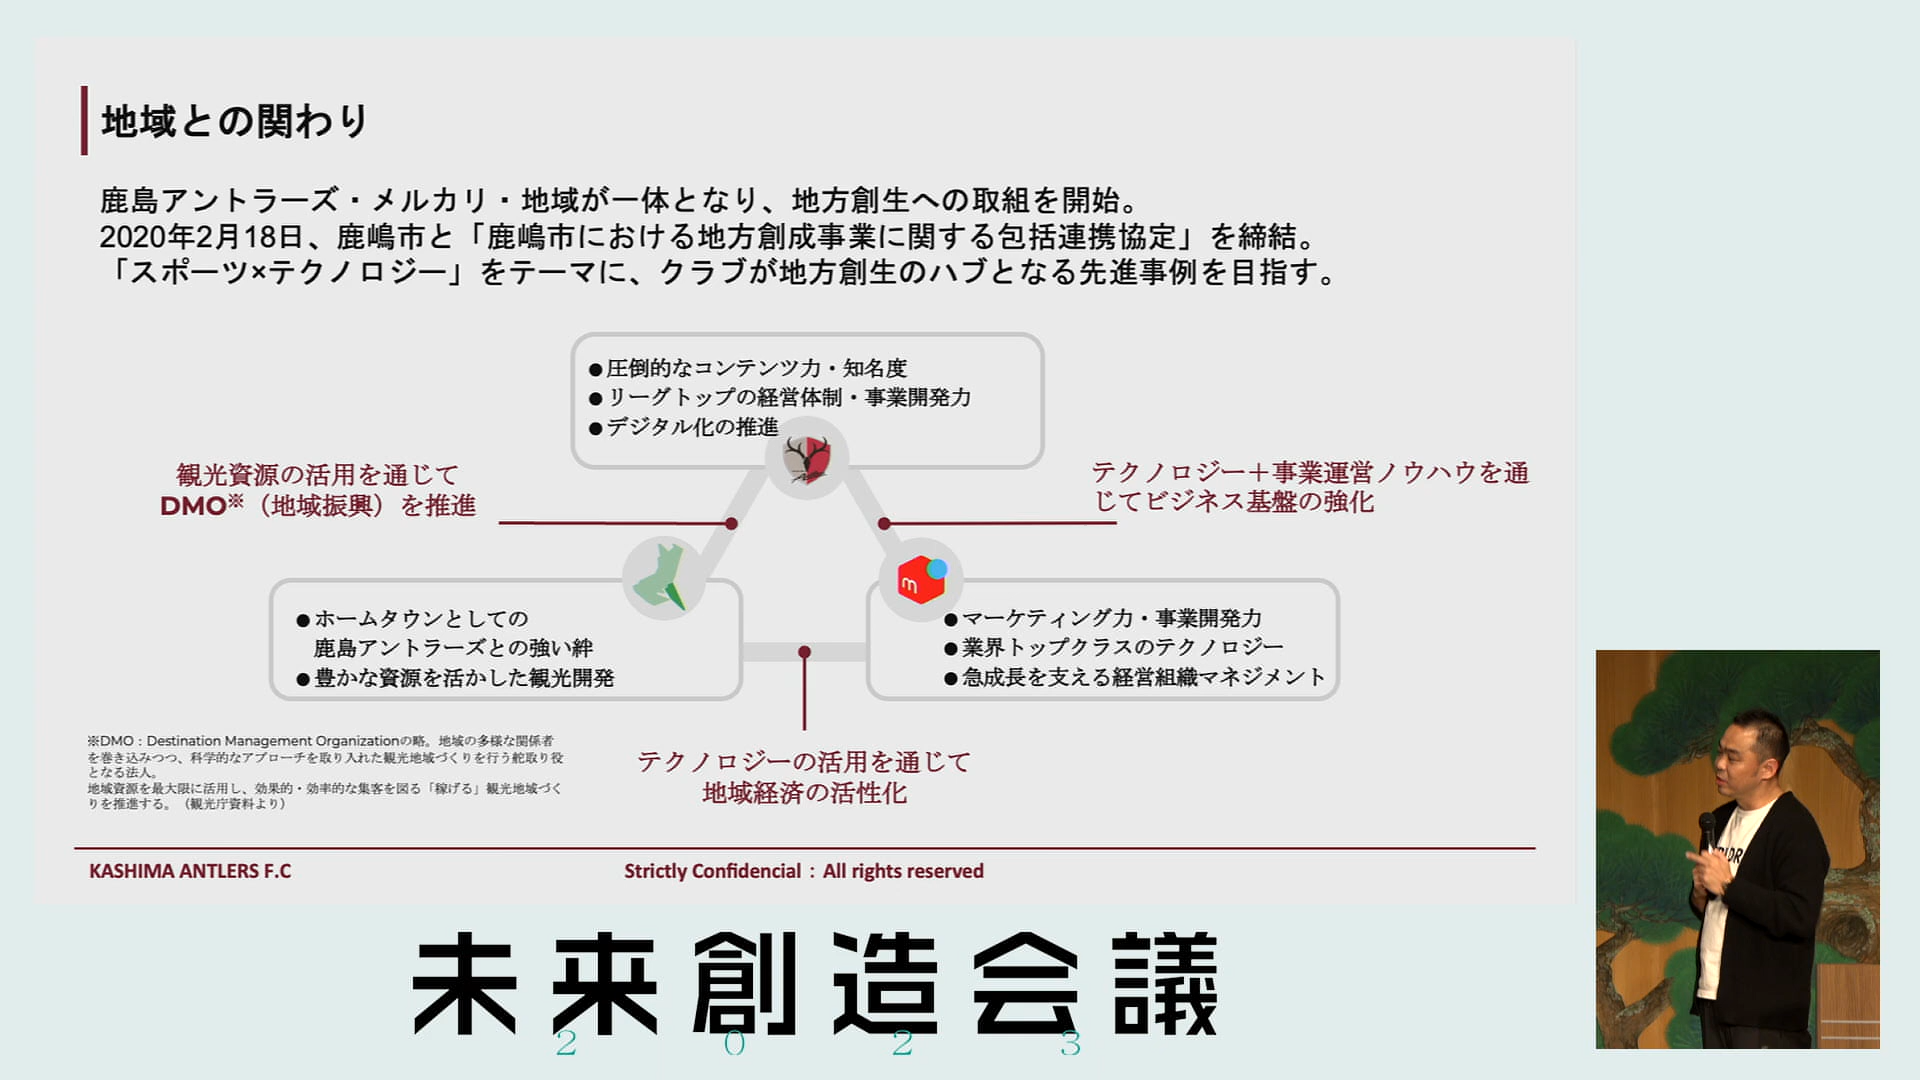 地域との関わり
鹿島アントラーズ・メルカリ・地域が一体となり、地方創生への取組を開始。
2020年2月18日、鹿嶋市と「鹿嶋市における地方創成事業に関する包括連携協定」を締結。
「スポーツ×テクノロジー」をテーマに、クラブが地方創生のハブとなる先進事例を目指す。
●圧倒的なコンテンツ力・知名度
●リーグトップの経営体制・事業開発力
●デジタル化の推進
観光資源の活用を通じて
DMO※（地域振興）を推進
テクノロジー＋事業運営ノウハウを通
じてビジネス基盤の強化
m
●ホームタウンとしての
鹿島アントラーズとの強い絆
●豊かな資源を活かした観光開発
●マーケティング力・事業開発力
●業界トップクラスのテクノロジー
●急成長を支える経営組織マネジメント
テクノロジーの活用を通じて
地域経済の活性化
※DMO：Destination Management Organizationの略。地域の多様な関係者
を巻き込みつつ、科学的なアプローチを取り入れた観光地域づくりを行う舵取り役
となる法人。
地域資源を最大限に活用し、効果的・効率的な集客を図る「稼げる」観光地域づく
りを推進する。（観光庁資料より）
KASHIMA ANTLERS F.C
Strictly Confidencial：All rights reserved
未来創造会議
2023